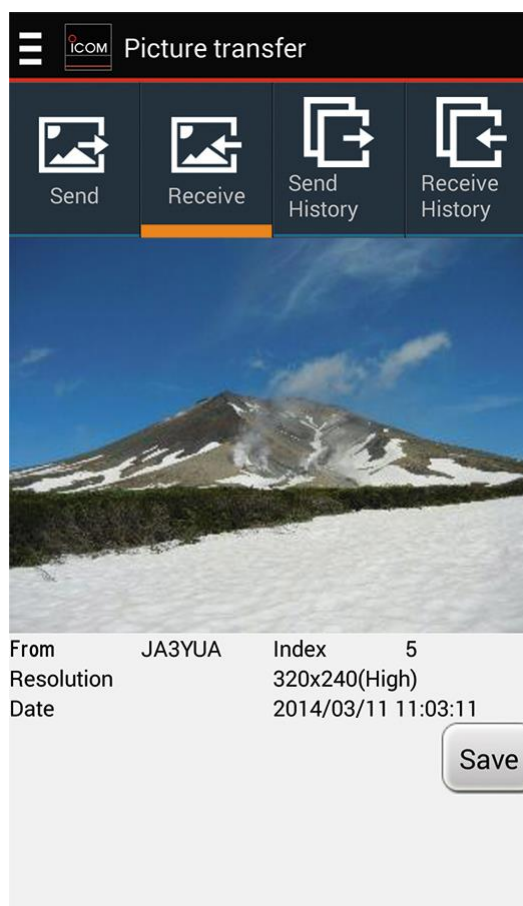 ICOM Picture transfer
Send
Receive
Send
History
Receive
History
From JA3YUA Index 5
Resolution 320x240(High)
Date 2014/03/11 11:03:11
Save